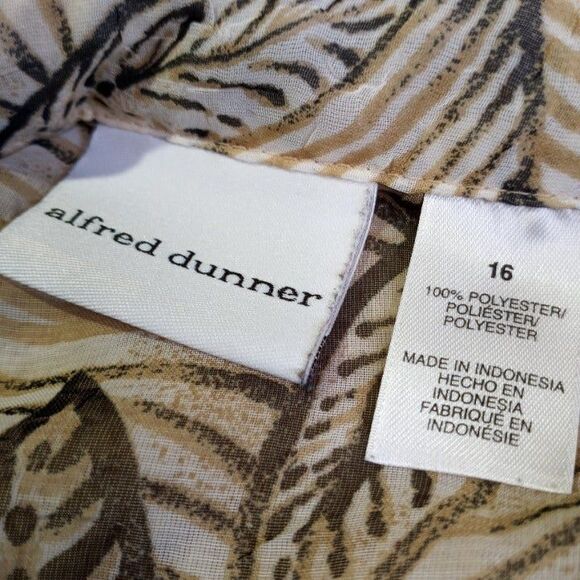 alfred dunner
16
100% POLYESTER/
POLIÉSTER/
POLYESTER
MADE IN INDONESIA
HECHO EN
INDONESIA
FABRIQUÉ EN
INDONÉSIE